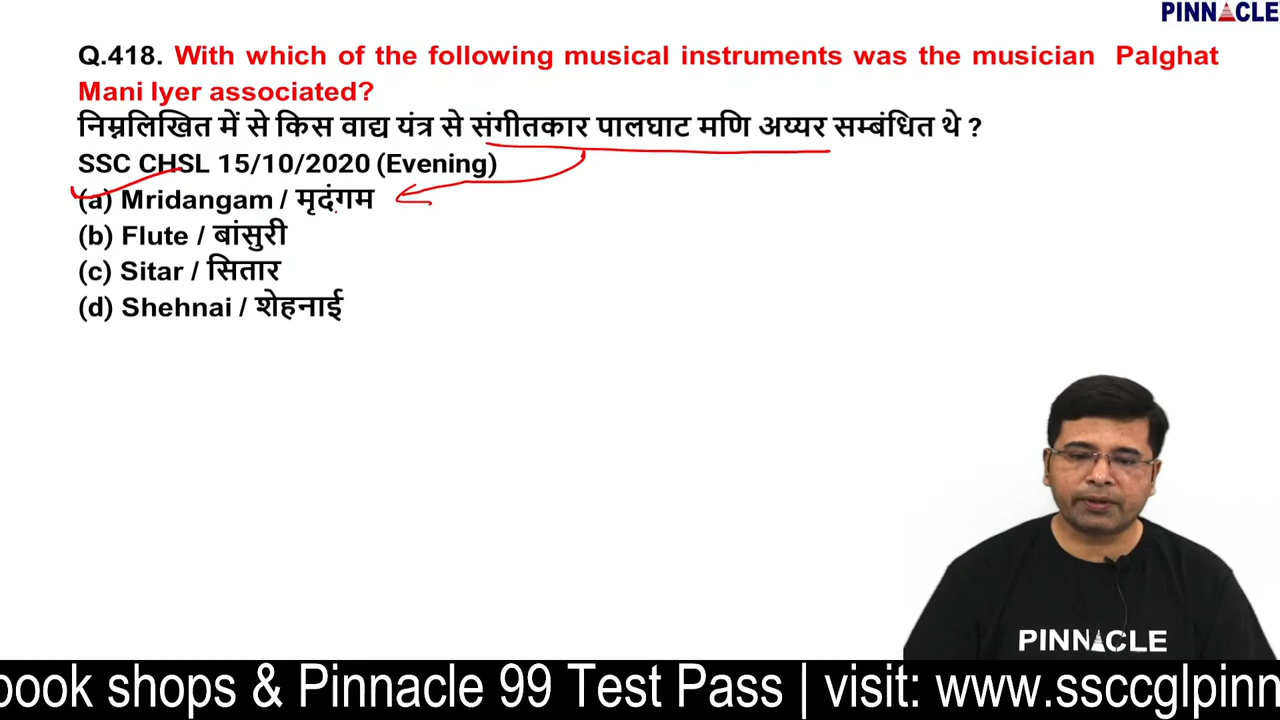 PINNACLE
Q.418. With which of the following musical instruments was the musician Palghat
Mani Iyer associated?
निम्नलिखित में से किस वाद्य यंत्र से संगीतकार पालघाट मणि अय्यर सम्बंधित थे ?
SSC CHSL 15/10/2020 (Evening)
(a) Mridangam / मृदंगम
(b) Flute / बांसुरी
(c) Sitar / सितार
(d) Shehnai / शेहनाई
PINNACLE
book shops & Pinnacle 99 Test Pass | visit: www.ssccglpinn